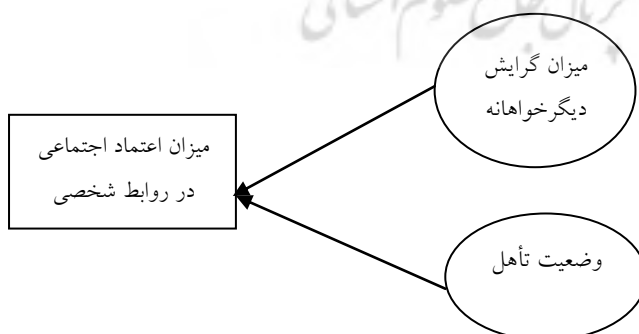 میزان گرایش
دیگرخواهانه
میزان اعتماد اجتماعی
در روابط شخصی
وضعیت تأهل